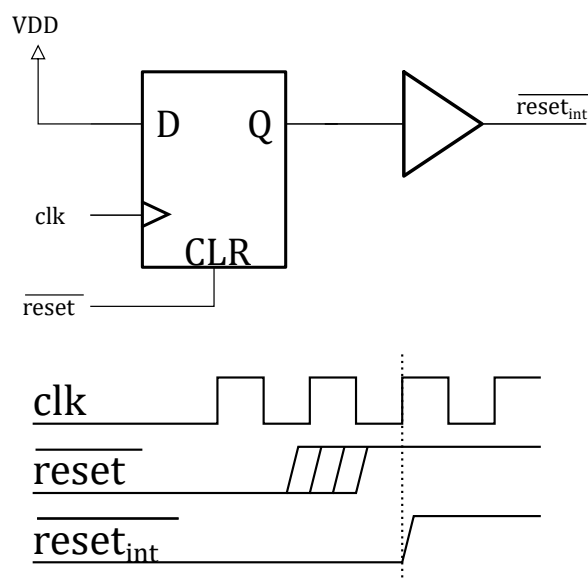 VDD
D Q
reset_int
clk
CLR
reset
clk
reset
reset_int